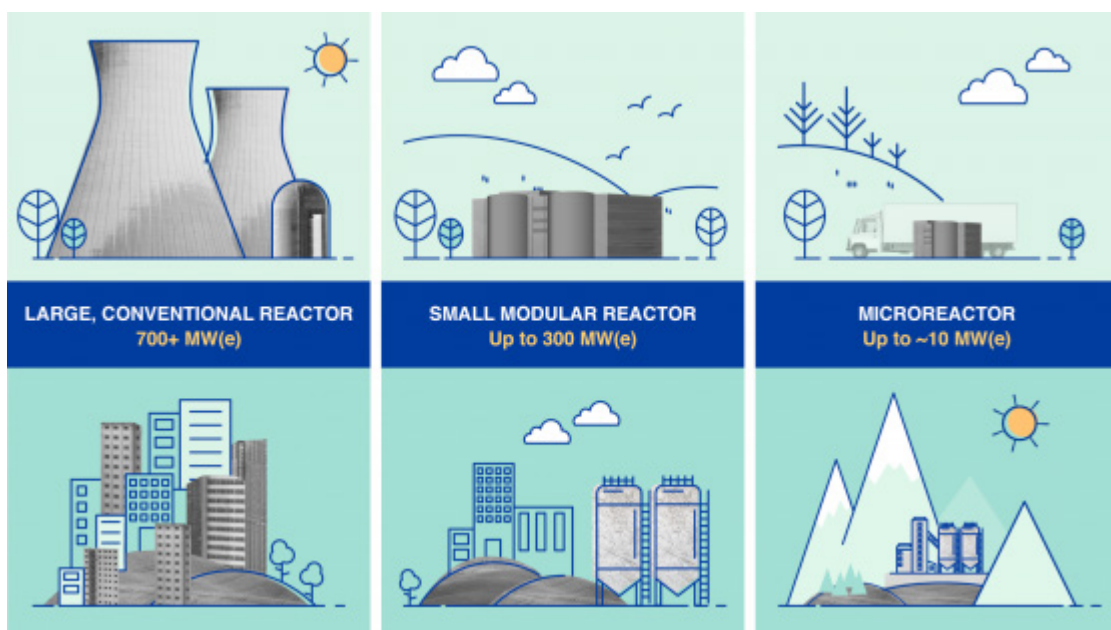 LARGE, CONVENTIONAL REACTOR
700+ MW(e)
SMALL MODULAR REACTOR
Up to 300 MW(e)
MICROREACTOR
Up to ~10 MW(e)